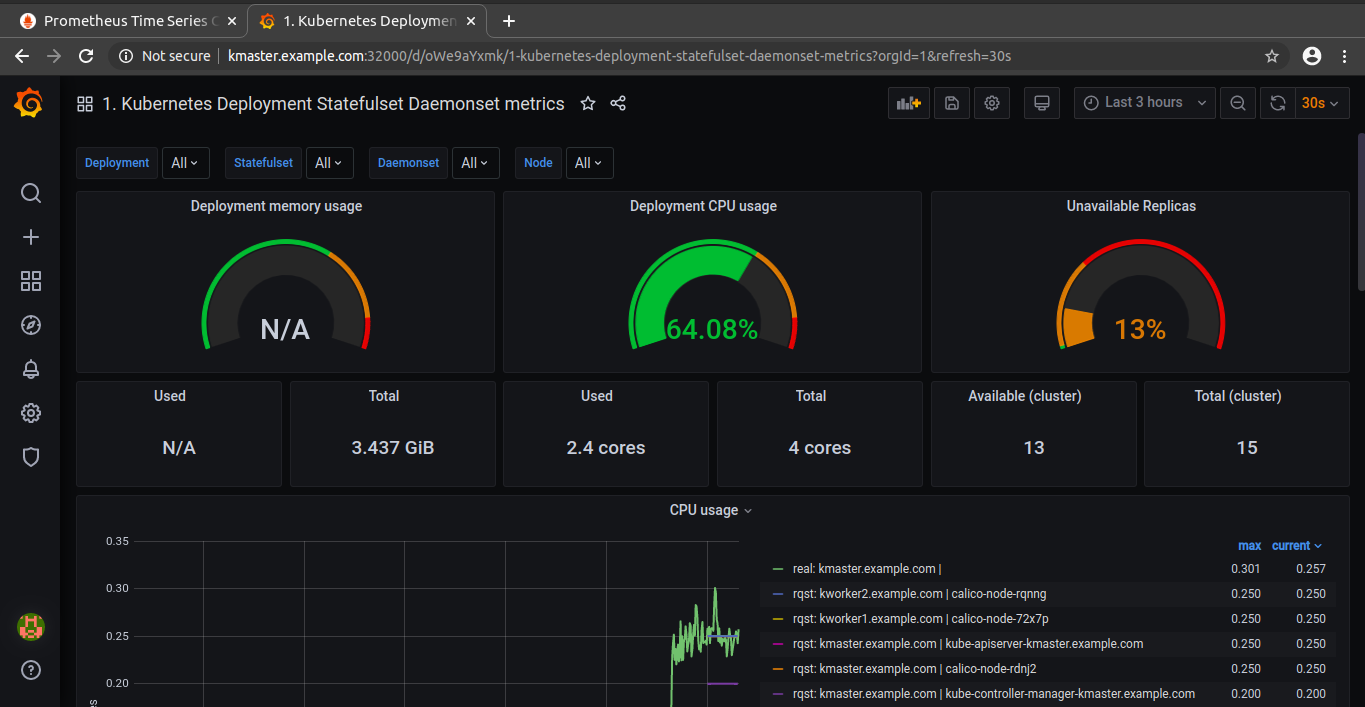 Prometheus Time Series C
1. Kubernetes Deploymen
Not secure
kmaster.example.com:32000/d/oWe9aYxmk/1-kubernetes-deployment-statefulset-daemonset-metrics?orgId=1&refresh=30s
1. Kubernetes Deployment Statefulset Daemonset metrics
Last 3 hours
30s
Deployment All Statefulset All Daemonset All Node All
Deployment memory usage
N/A
Deployment CPU usage
64.08%
Unavailable Replicas
13%
Used
N/A
Total
3.437 GiB
Used
2.4 cores
Total
4 cores
Available (cluster)
13
Total (cluster)
15
CPU usage
0.35
0.30
0.25
0.20
max current
real: kmaster.example.com | 0.301 0.257
rqst: kworker2.example.com | calico-node-rqnng 0.250 0.250
rqst: kworker1.example.com | calico-node-72x7p 0.250 0.250
rqst: kmaster.example.com | kube-apiserver-kmaster.example.com 0.250 0.250
rqst: kmaster.example.com | calico-node-rdnj2 0.250 0.250
rqst: kmaster.example.com | kube-controller-manager-kmaster.example.com 0.200 0.200